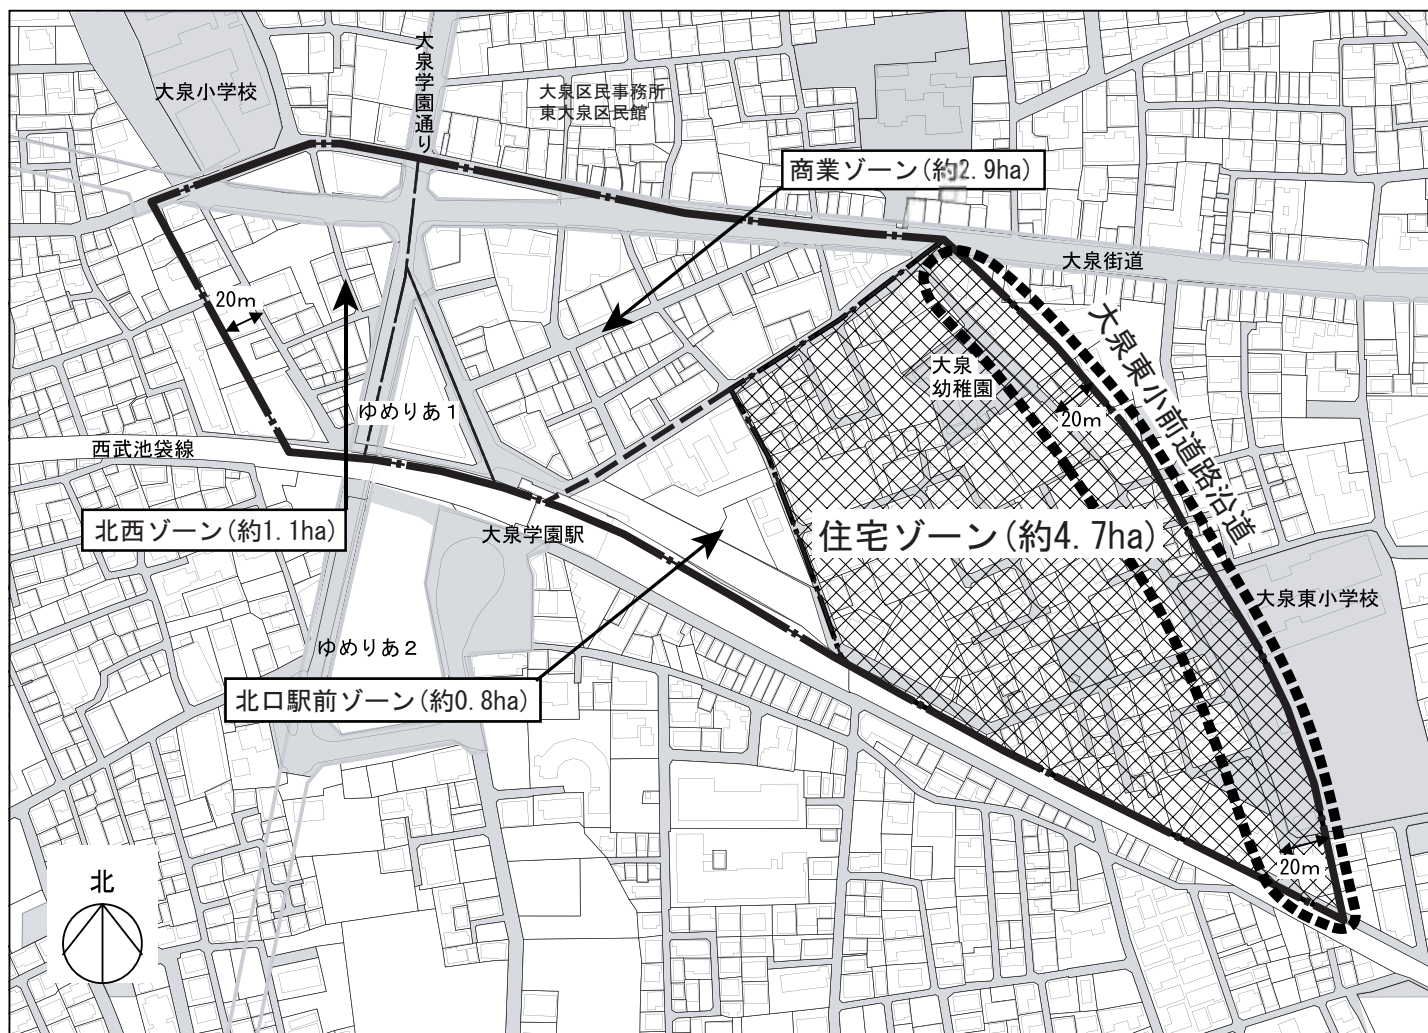 大泉学園通り
大泉小学校
大泉区民事務所
東大泉区民館
商業ゾーン(約2.9ha)
大泉街道
20m
大泉東小前道路沿道
大泉
幼稚園
ゆめりあ1
20m
西武池袋線
北西ゾーン(約1.1ha)
大泉学園駅
住宅ゾーン(約4.7ha)
大泉東小学校
ゆめりあ2
北口駅前ゾーン(約0.8ha)
20m
北